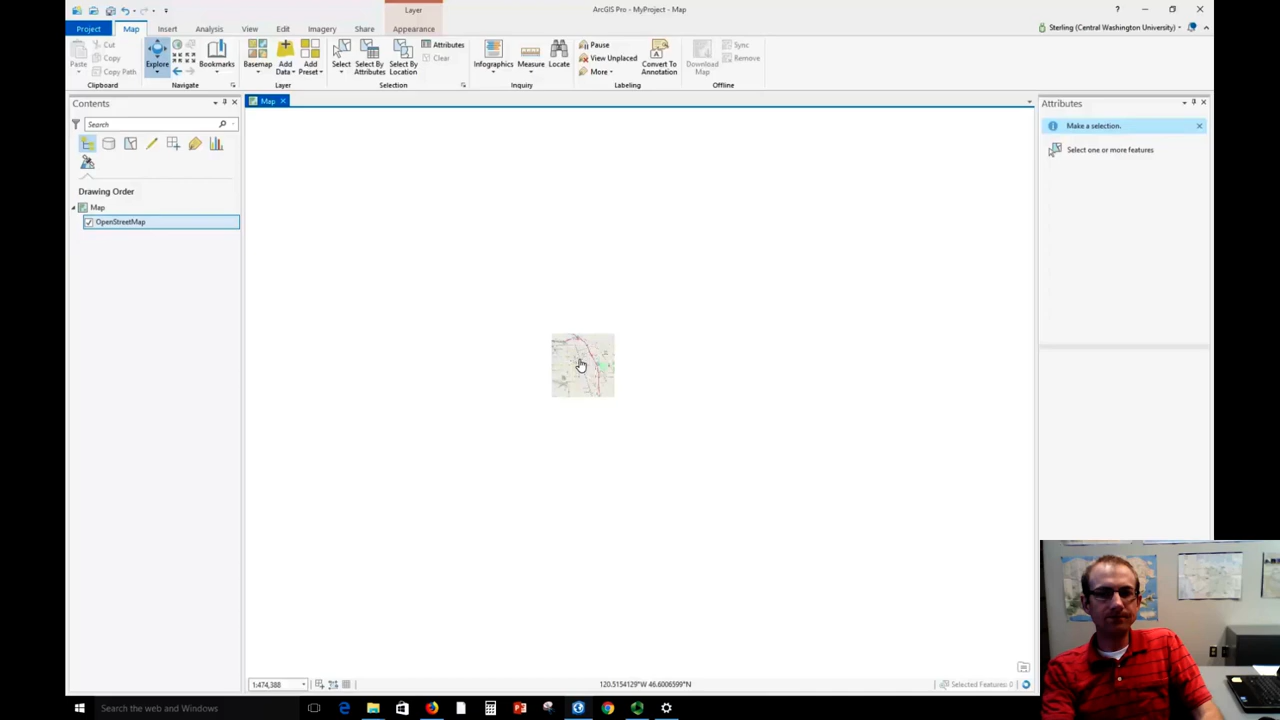 Layer
ArcGIS Pro - MyProject - Map
?
Project Map Insert Analysis View Edit Imagery Share Appearance
Sterling (Central Washington University)
Paste Cut Copy Copy Path
Explore Bookmarks
Basemap Add Data Add Preset
Select Select By Attributes Select By Location Attributes Clear
Infographics Measure Locate
Pause View Unplaced More Convert To Annotation
Download Map Sync Remove
Clipboard Navigate Layer Selection Inquiry Labeling Offline
Contents
Map
Attributes
Search
Make a selection.
Select one or more features
Drawing Order
Map
OpenStreetMap
1:474,388
120.5154129°W 46.6006599°N
Selected Features: 0
Search the web and Windows